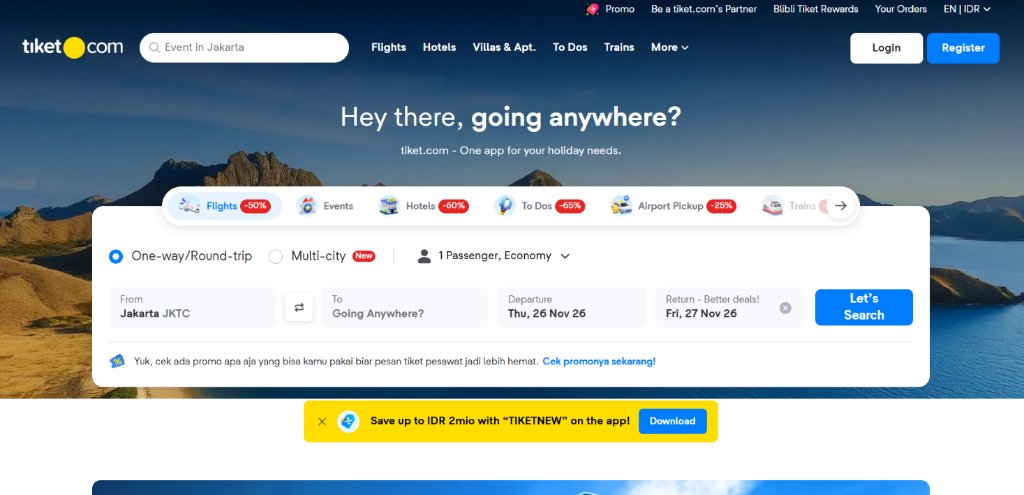 Promo Be a tiket.com's Partner Blibli Tiket Rewards Your Orders EN | IDR
tiket com Event in Jakarta Flights Hotels Villas & Apt. To Dos Trains More Login Register
Hey there, going anywhere?
tiket.com - One app for your holiday needs.
Flights -50% Events Hotels -60% To Dos -65% Airport Pickup -25% Trains
One-way/Round-trip Multi-city New 1 Passenger, Economy
From To Departure Return - Better deals!
Jakarta JKTC Going Anywhere? Thu, 26 Nov 26 Fri, 27 Nov 26
Let's
Search
Yuk, cek ada promo apa aja yang bisa kamu pakai biar pesan tiket pesawat jadi lebih hemat. Cek promonya sekarang!
Save up to IDR 2mio with “TIKETNEW” on the app! Download